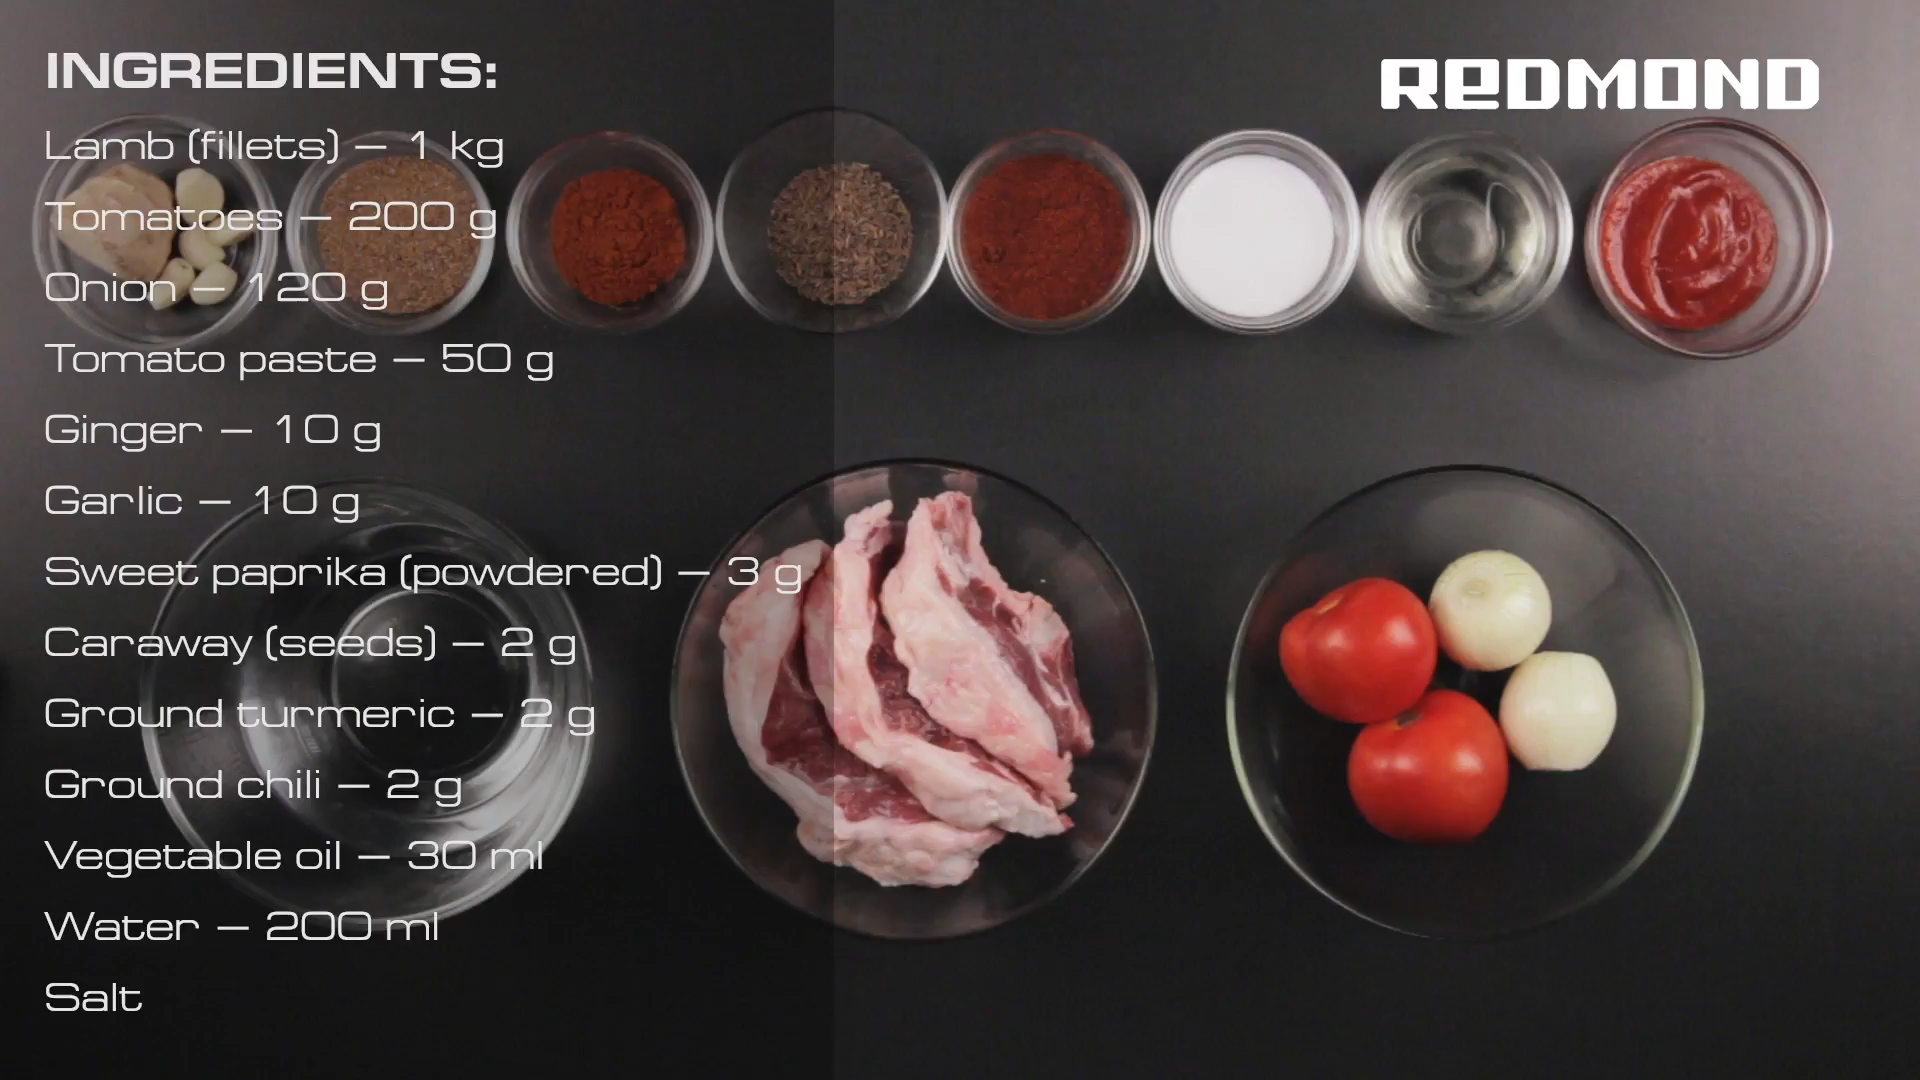 INGREDIENTS:
REDMOND
Lamb (fillets) – 1 kg
Tomatoes – 200 g
Onion – 120 g
Tomato paste – 50 g
Ginger – 10 g
Garlic – 10 g
Sweet paprika (powdered) – 3 g
Caraway (seeds) – 2 g
Ground turmeric – 2 g
Ground chili – 2 g
Vegetable oil – 30 ml
Water – 200 ml
Salt